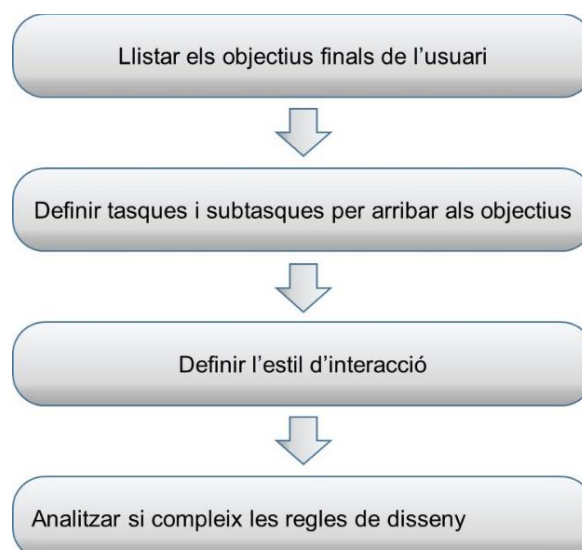 Llistar els objectius finals de l’usuari
Definir tasques i subtasques per arribar als objectius
Definir l’estil d’interacció
Analitzar si compleix les regles de disseny